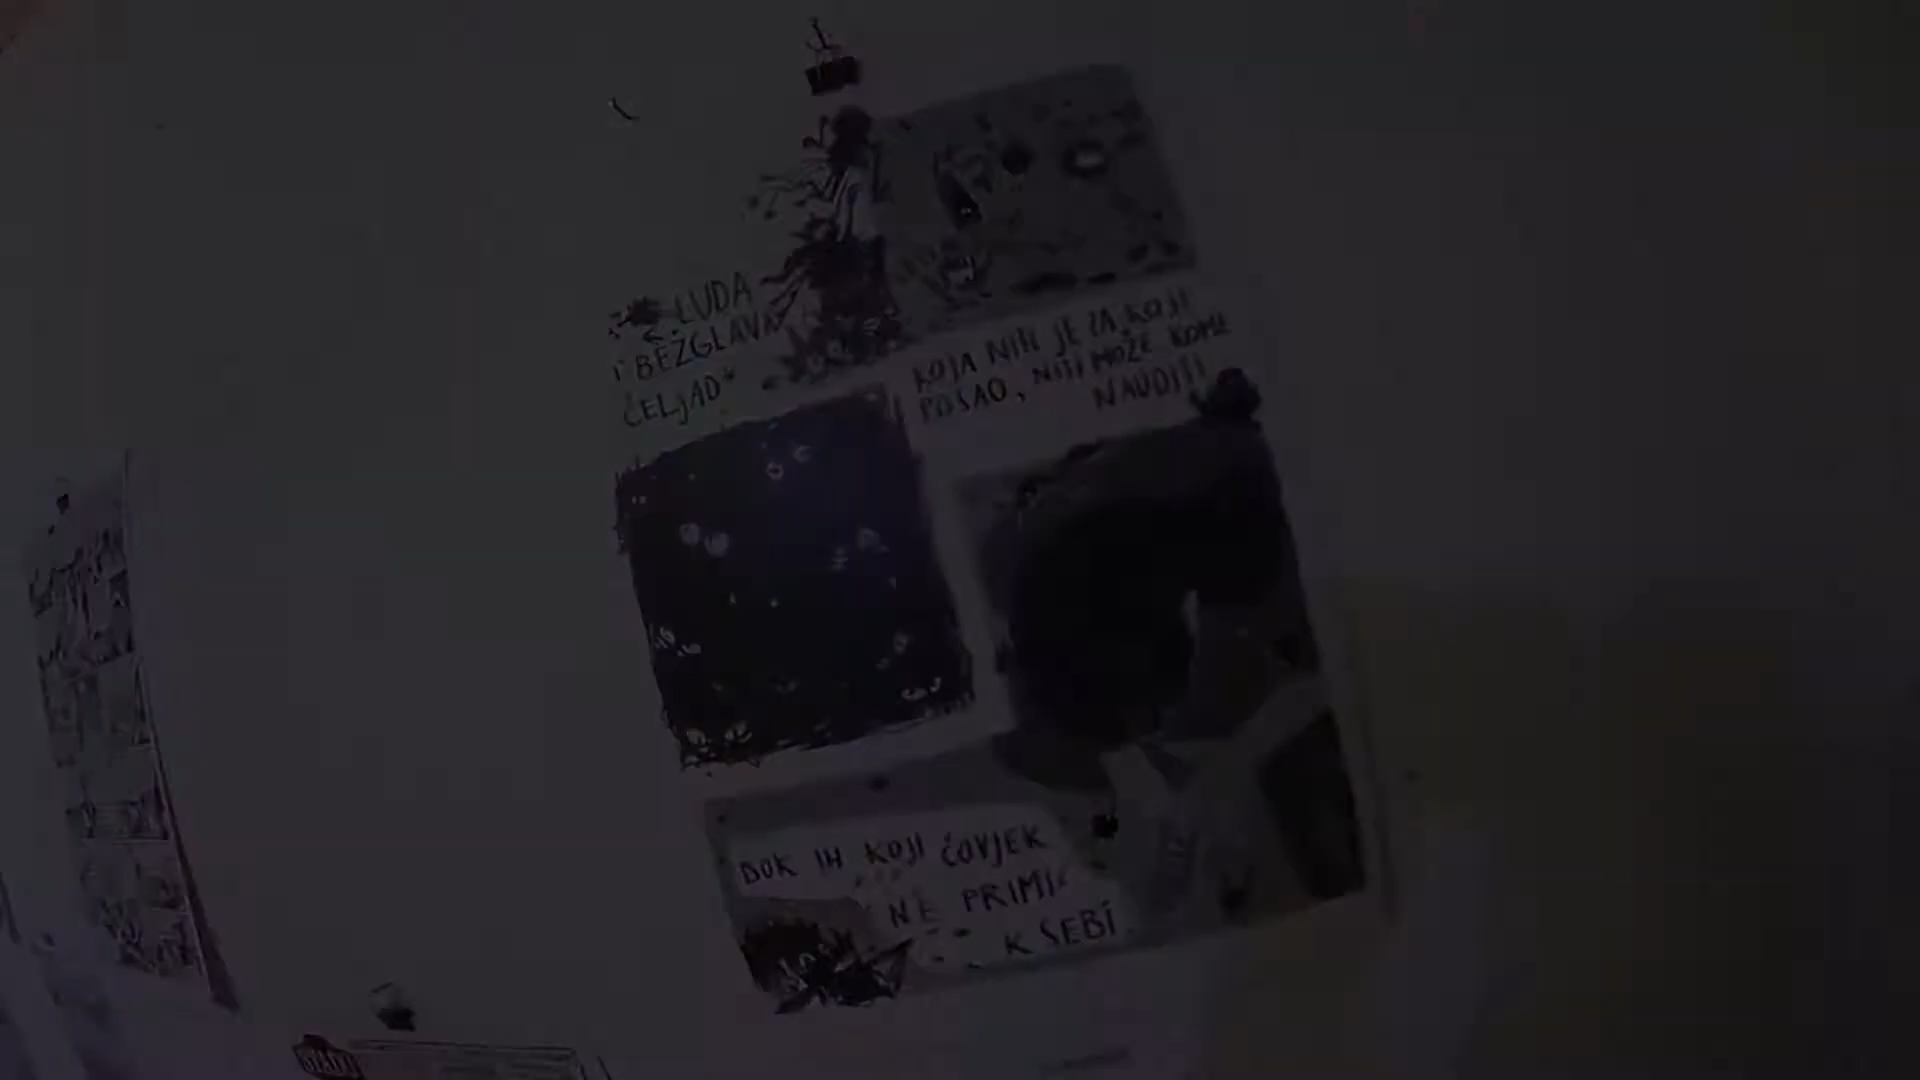 LUDA
I BEZGLAVA
ČELJAD
KOJA NITI JE ZA KOJI
POSAO, NITI MOŽE KOME
NAUDITI
DOK IH KOJI ČOVJEK
NE PRIMI
K SEBI